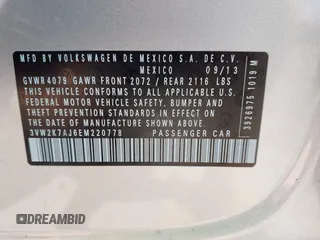 MFD BY VOLKSWAGEN DE MEXICO S.A. DE C.V.
MEXICO 09/13
GVWR 4079 GAWR FRONT 2072 / REAR 2116 LBS
THIS VEHICLE CONFORMS TO ALL APPLICABLE U.S.
FEDERAL MOTOR VEHICLE SAFETY, BUMPER AND
THEFT PREVENTION STANDARDS IN EFFECT
ON THE DATE OF MANUFACTURE SHOWN ABOVE
3VW2K7AJ6EM220778 PASSENGER CAR
3926975 1019 M
DREAMBID